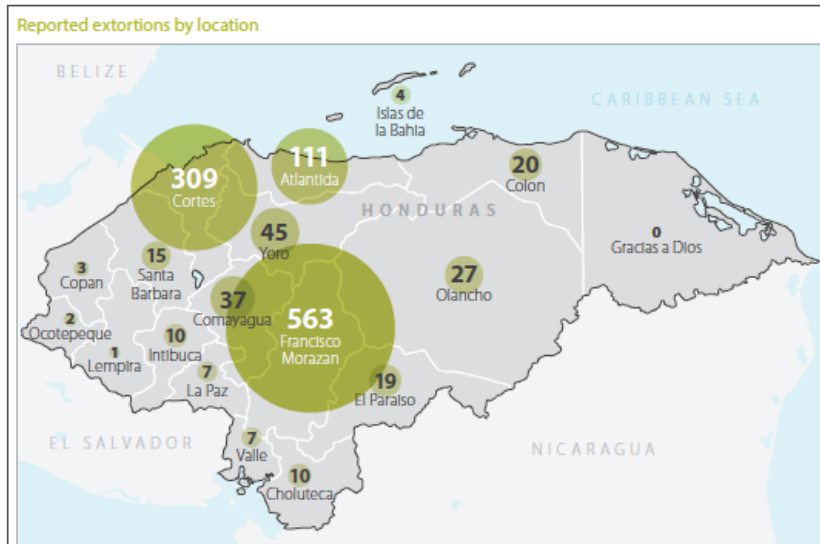 Reported extortions by location
BELIZE
4
Islas de
la Bahia
CARIBBEAN SEA
309
Cortes
111
Atlantida
20
Colon
HONDURAS
45
Yoro
0
Gracias a Dios
3
Copan
15
Santa
Barbara
27
Olancho
37
Comayagua
563
Francisco
Morazan
2
Ocotepeque
10
Intibuca
1
Lempira
7
La Paz
19
El Paraiso
EL SALVADOR
7
Valle
NICARAGUA
10
Choluteca